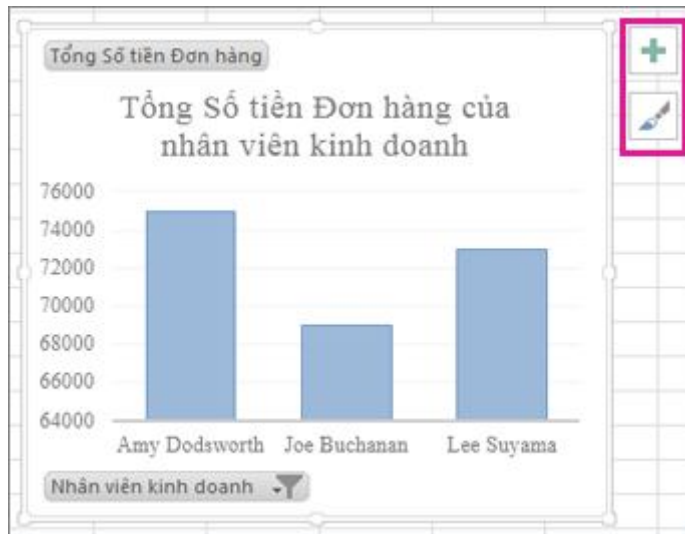 Tổng Số tiền Đơn hàng
Tổng Số tiền Đơn hàng của
nhân viên kinh doanh
76000
74000
72000
70000
68000
66000
64000
Amy Dodsworth Joe Buchanan Lee Suyama
Nhân viên kinh doanh